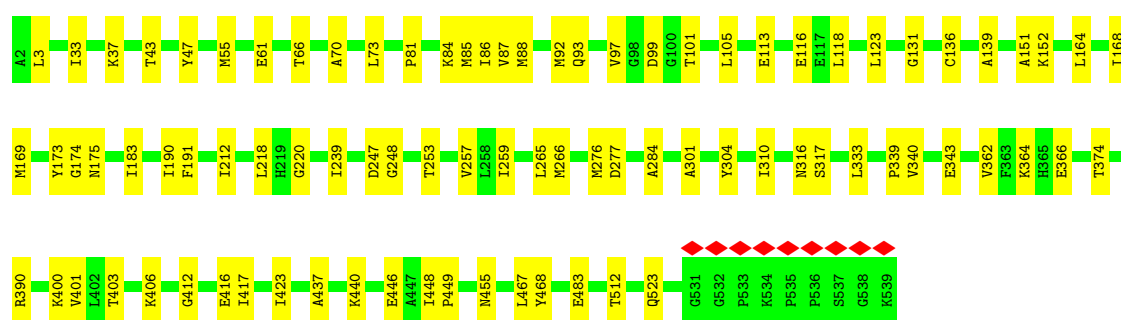 A2 L3 I33 K37 T43 Y47 M55 E61 T66 A70 L73 P81 K84 M85 I86 V87 M88 M92 Q93 V97 G98 D99 G100 T101 L105 E113 E116 E117 L118 L123 G131 C136 A139 A151 K152 L164 I168
M169 Y173 G174 N175 I183 I190 F191 I212 L218 H219 G220 I239 D247 G248 T253 V257 L258 I259 L265 M266 M276 D277 A284 A301 Y304 I310 N316 S317 L333 P339 V340 E343 V362 F363 K364 H365 E366 T374
R390 K400 V401 L402 T403 K406 G412 E416 I417 I423 A437 K440 E446 A447 I448 P449 N455 L467 Y468 E483 T512 Q523 G531 G532 P533 K534 P535 P536 S537 G538 K539